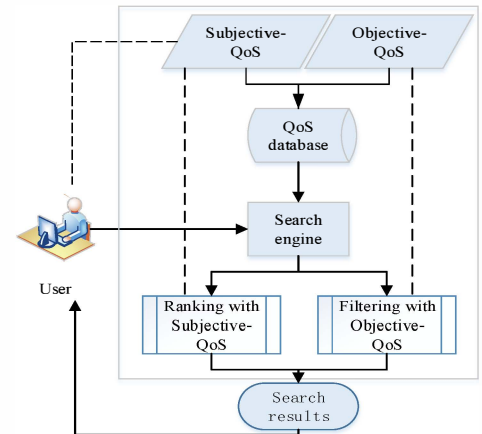 Subjective-
QoS
Objective-
QoS
QoS
database
Search
engine
User
Ranking with
Subjective-
QoS
Filtering with
Objective-
QoS
Search
results